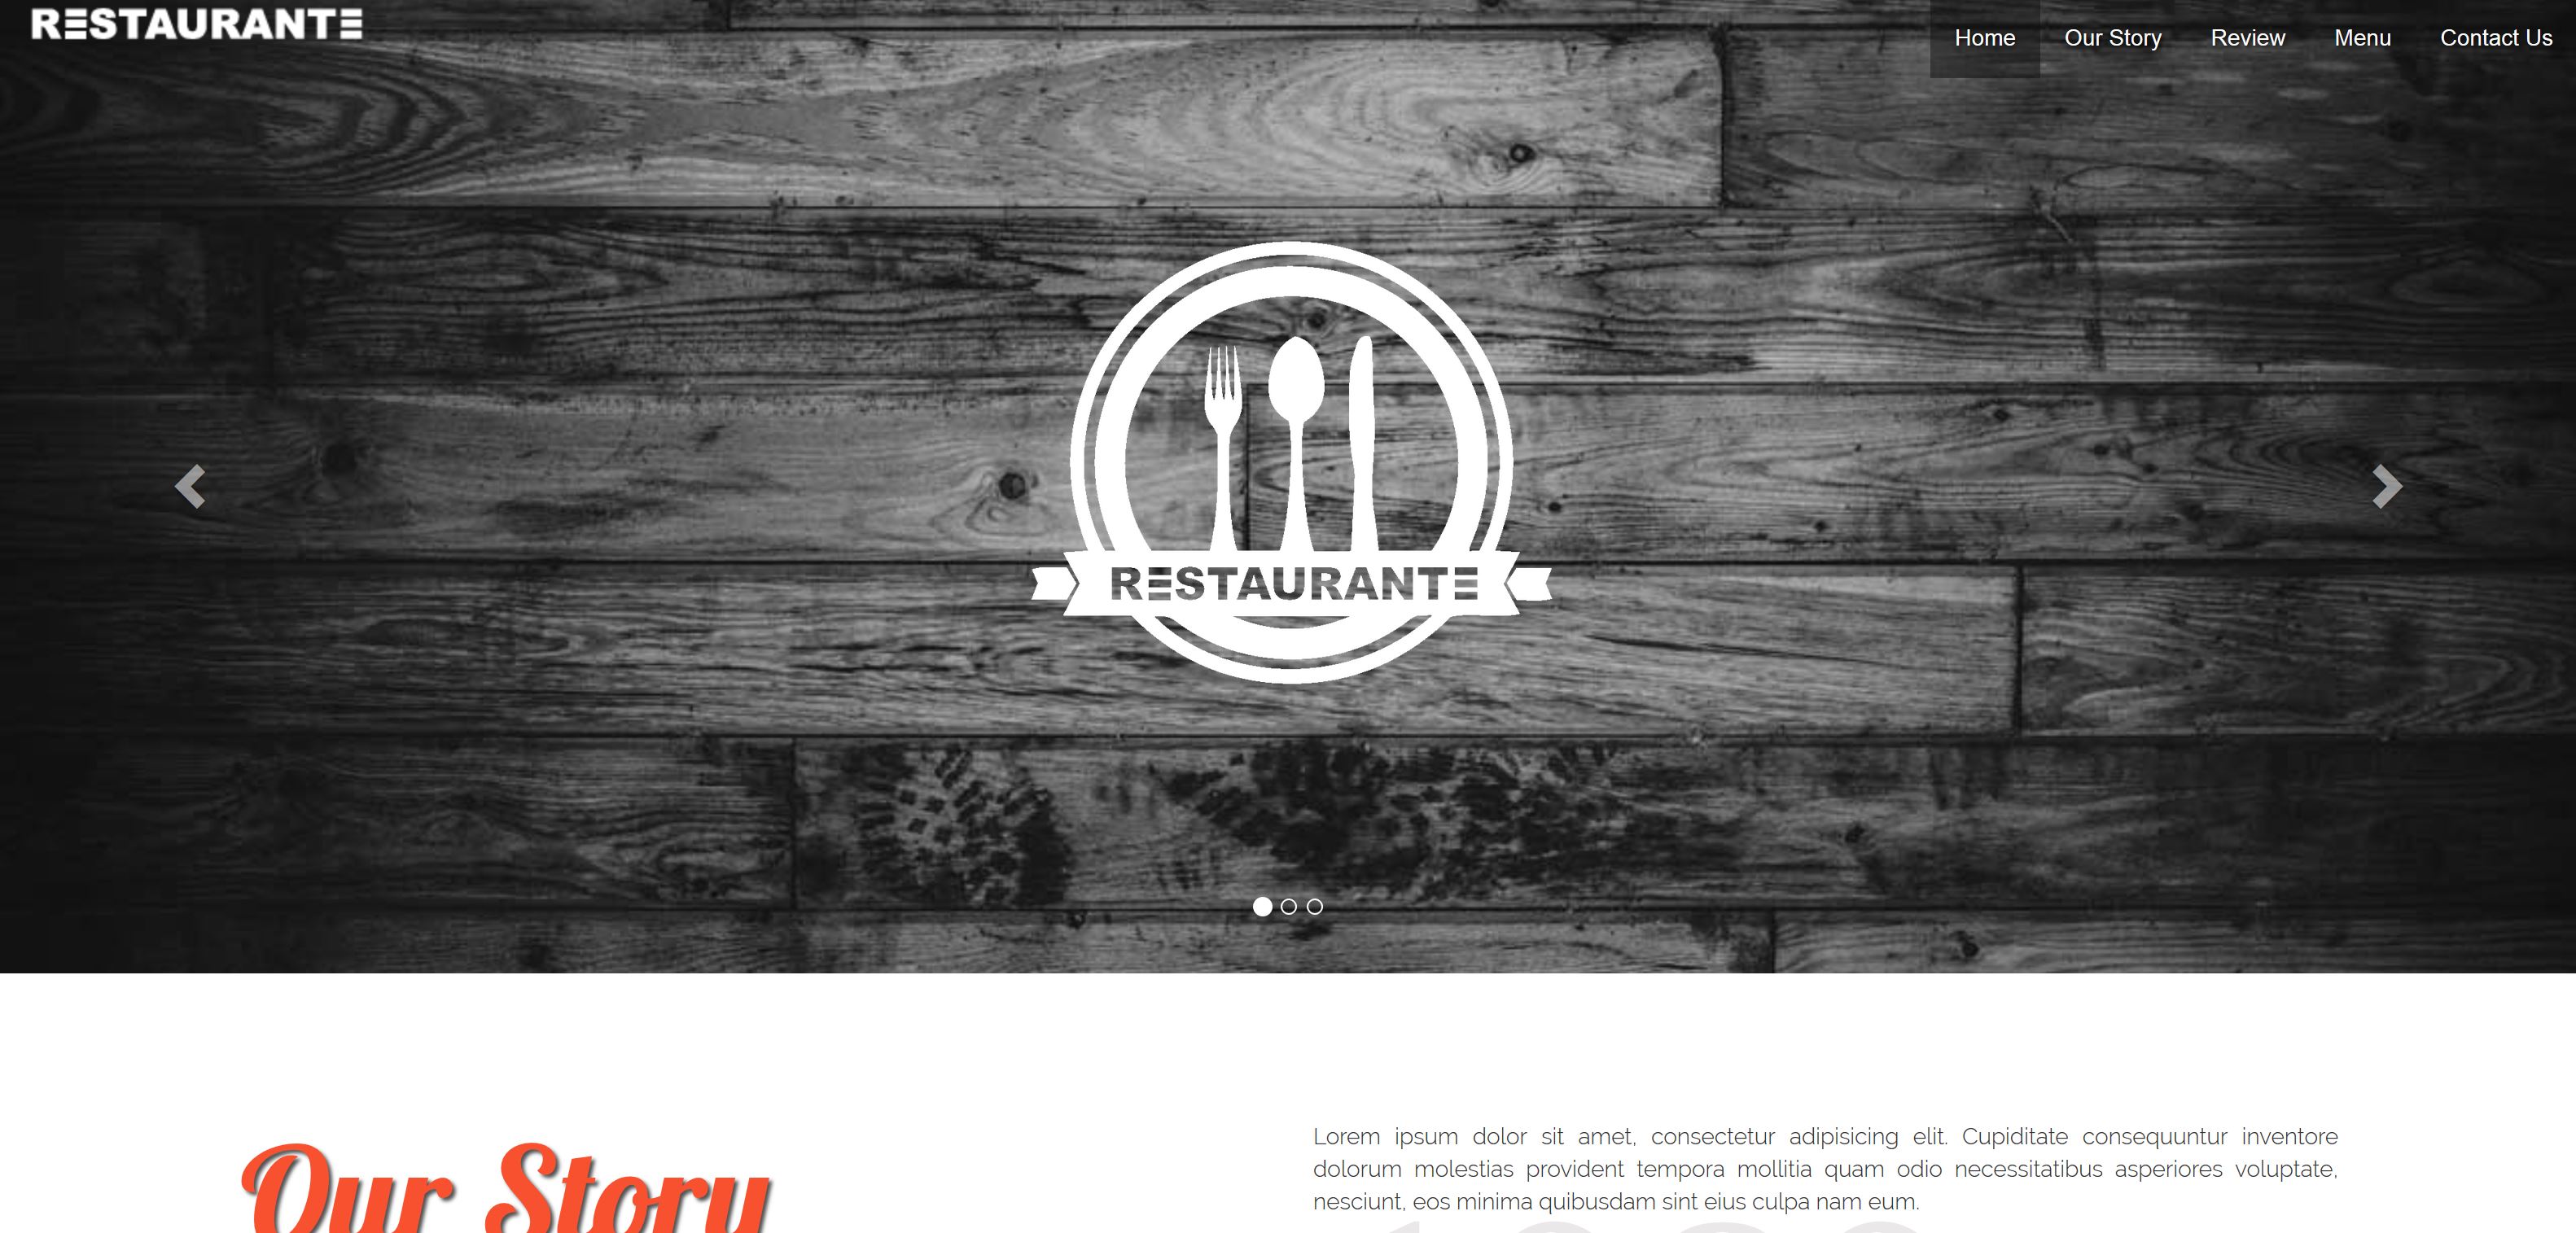 RESTAURANTE
Home Our Story Review Menu Contact Us
RESTAURANTE
Our Story
Lorem ipsum dolor sit amet, consectetur adipisicing elit. Cupiditate consequuntur inventore
dolorum molestias provident tempora mollitia quam odio necessitatibus asperiores voluptate,
nesciunt, eos minima quibusdam sint eius culpa nam eum.